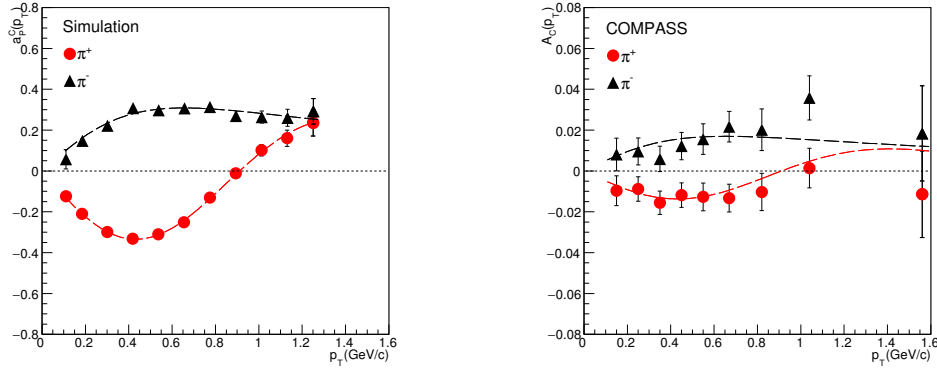 a_P^C(p_T)
0.8
0.6
0.4
0.2
0
−0.2
−0.4
−0.6
−0.8
Simulation
π⁺
π⁻
0 0.2 0.4 0.6 0.8 1 1.2 1.4 1.6
p_T(GeV/c)
A_C(p_T)
0.08
0.06
0.04
0.02
0
−0.02
−0.04
−0.06
−0.08
COMPASS
π⁺
π⁻
0 0.2 0.4 0.6 0.8 1 1.2 1.4 1.6
p_T(GeV/c)